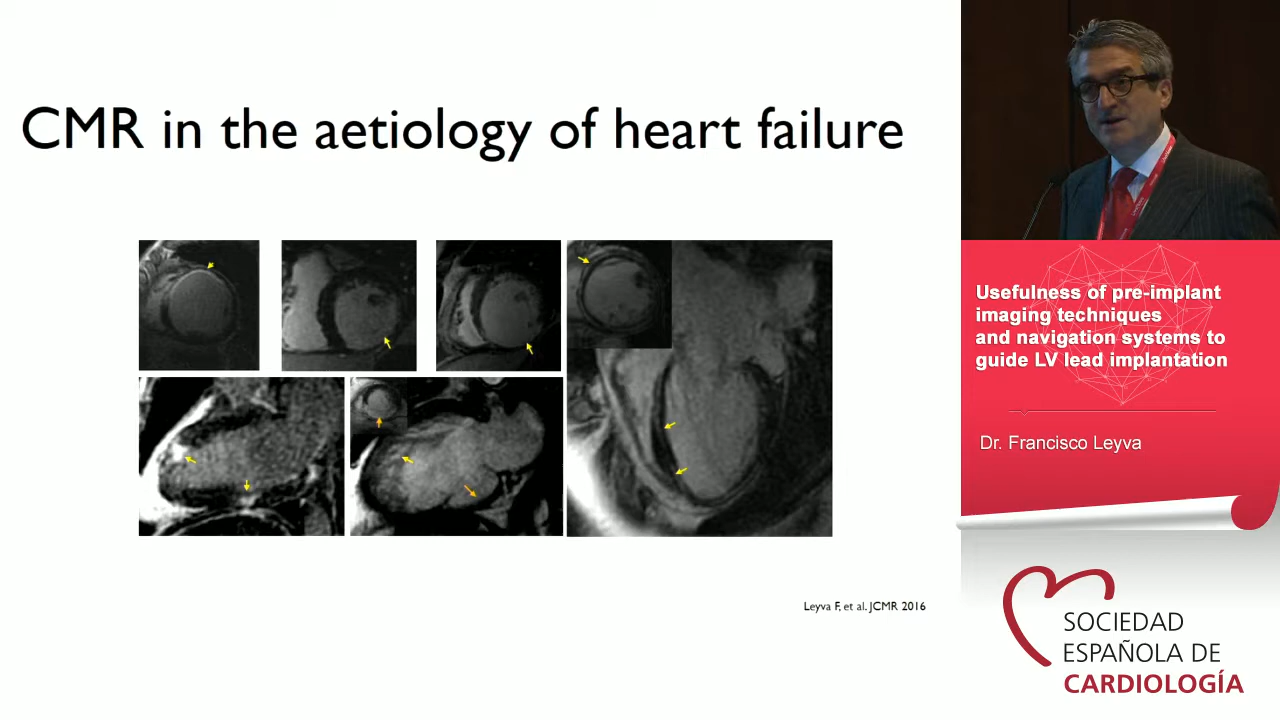 CMR in the aetiology of heart failure
Leyva F, et al. JCMR 2016
Usefulness of pre-implant
imaging techniques
and navigation systems to
guide LV lead implantation
Dr. Francisco Leyva
SOCIEDAD
ESPAÑOLA DE
CARDIOLOGÍA